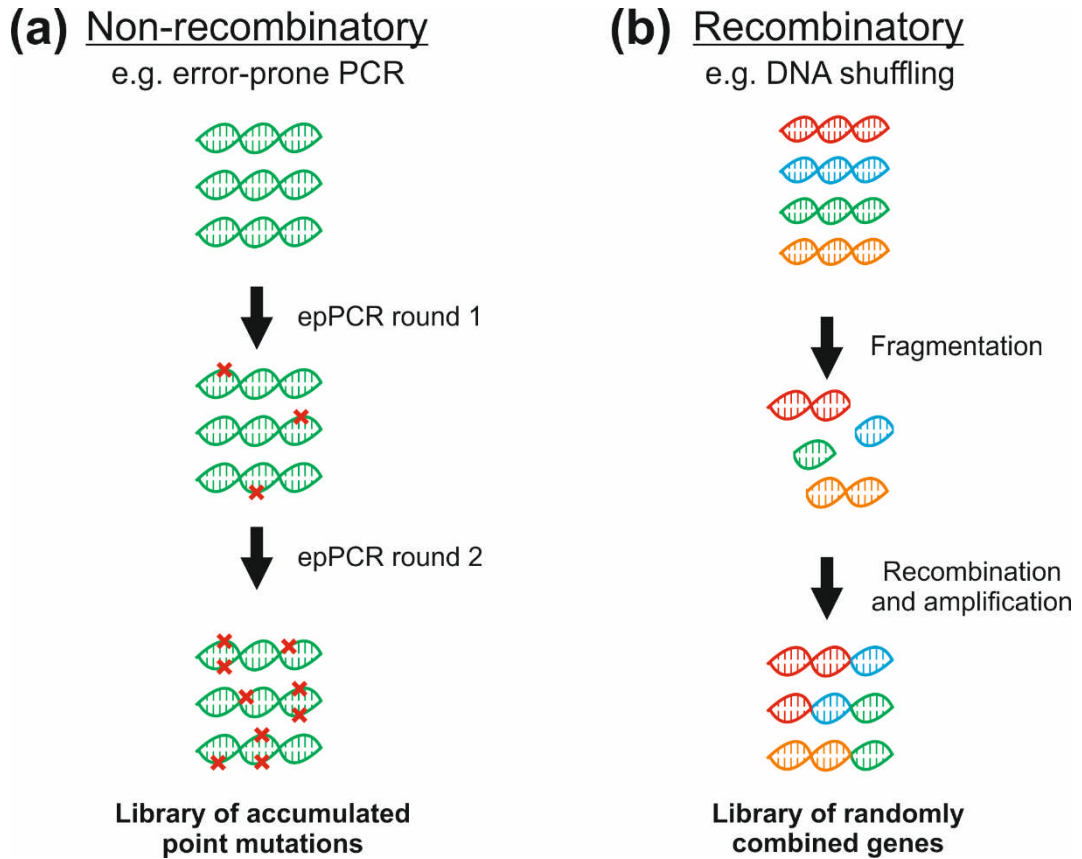 (a) Non-recombinatory
e.g. error-prone PCR
epPCR round 1
epPCR round 2
Library of accumulated
point mutations
(b) Recombinatory
e.g. DNA shuffling
Fragmentation
Recombination
and amplification
Library of randomly
combined genes